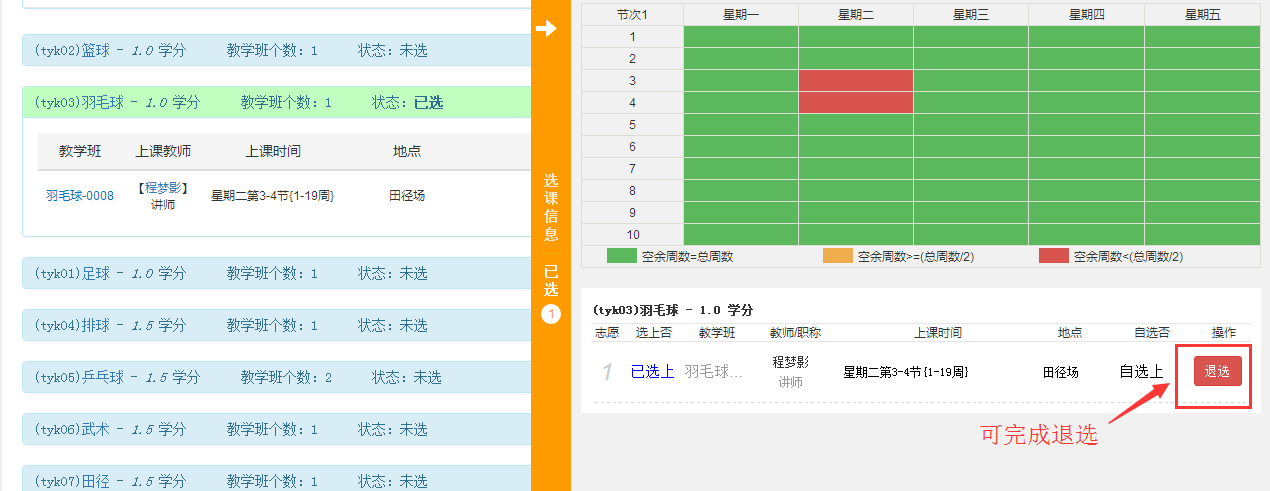 (tyk02)篮球 - 1.0 学分 教学班个数：1 状态：未选
(tyk03)羽毛球 - 1.0 学分 教学班个数：1 状态：已选
教学班 上课教师 上课时间 地点
羽毛球-0008 【程梦影】 星期二第3-4节{1-19周} 田径场
讲师
(tyk01)足球 - 1.0 学分 教学班个数：1 状态：未选
(tyk04)排球 - 1.5 学分 教学班个数：1 状态：未选
(tyk05)乒乓球 - 1.5 学分 教学班个数：2 状态：未选
(tyk06)武术 - 1.5 学分 教学班个数：1 状态：未选
(tyk07)田径 - 1.5 学分 教学班个数：1 状态：未选
选课信息
已选
1
节次1 星期一 星期二 星期三 星期四 星期五
1
2
3
4
5
6
7
8
9
10
空余周数=总周数 空余周数>=(总周数/2) 空余周数<(总周数/2)
(tyk03)羽毛球 - 1.0 学分
志愿 选上否 教学班 教师/职称 上课时间 地点 自选否 操作
1 已选上 羽毛球... 程梦影 星期二第3-4节{1-19周} 田径场 自选上 退选
讲师
可完成退选